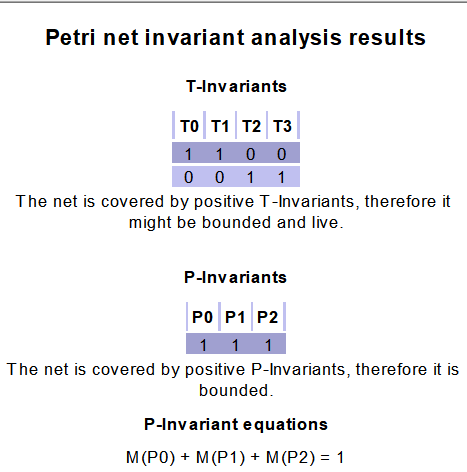 Petri net invariant analysis results
T-Invariants
T0 T1 T2 T3
1 1 0 0
0 0 1 1
The net is covered by positive T-Invariants, therefore it
might be bounded and live.
P-Invariants
P0 P1 P2
1 1 1
The net is covered by positive P-Invariants, therefore it is
bounded.
P-Invariant equations
M(P0) + M(P1) + M(P2) = 1